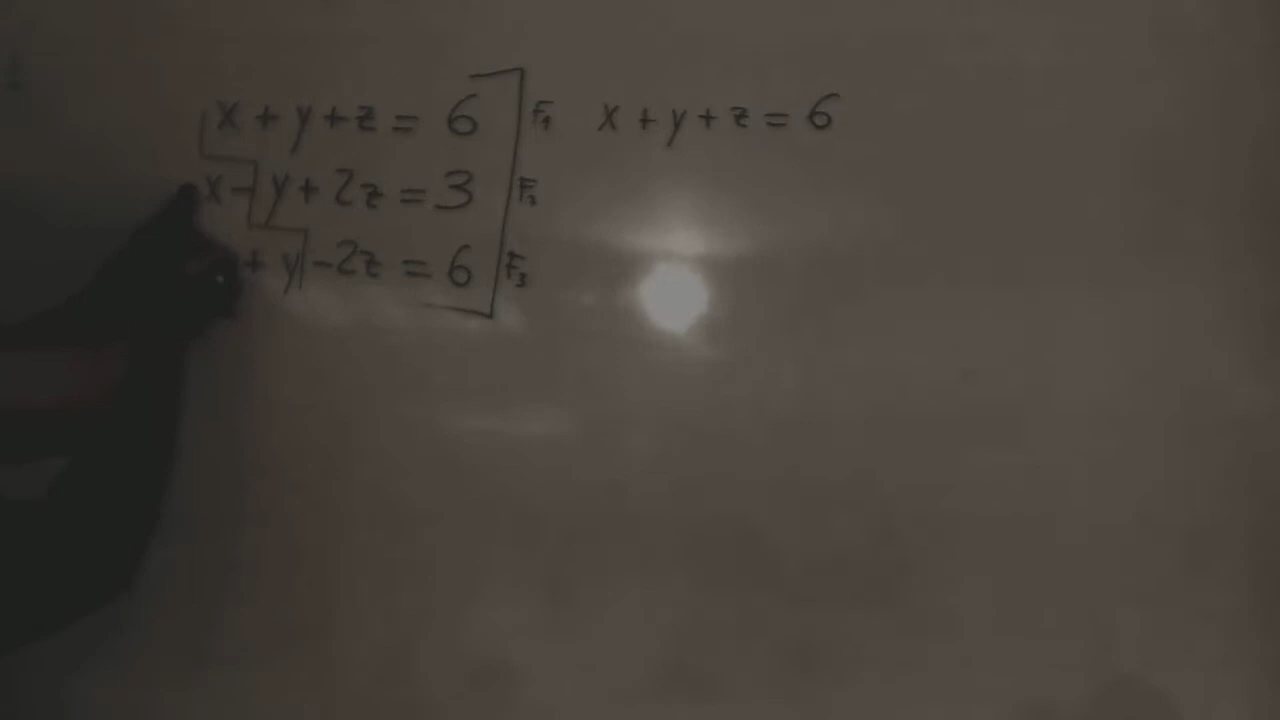 x + y + z = 6 F₁ x + y + z = 6
x - y + 2z = 3 F₂
+ y - 2z = 6 F₃